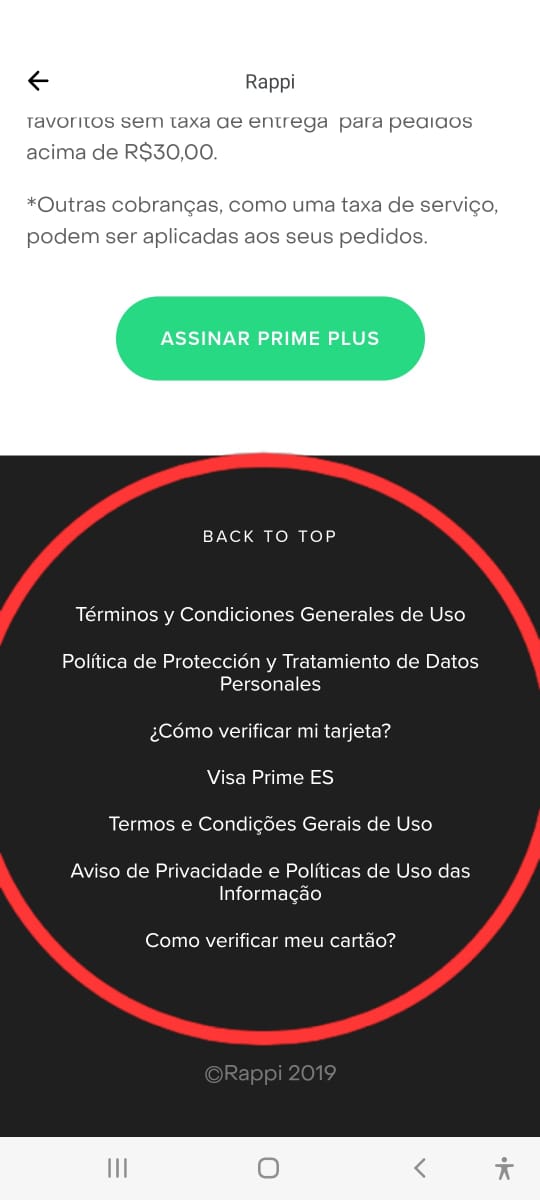 Rappi
favoritos sem taxa de entrega para pedidos
acima de R$30,00.
*Outras cobranças, como uma taxa de serviço,
podem ser aplicadas aos seus pedidos.
ASSINAR PRIME PLUS
BACK TO TOP
Términos y Condiciones Generales de Uso
Política de Protección y Tratamiento de Datos
Personales
¿Cómo verificar mi tarjeta?
Visa Prime ES
Termos e Condições Gerais de Uso
Aviso de Privacidade e Políticas de Uso das
Informação
Como verificar meu cartão?
©Rappi 2019